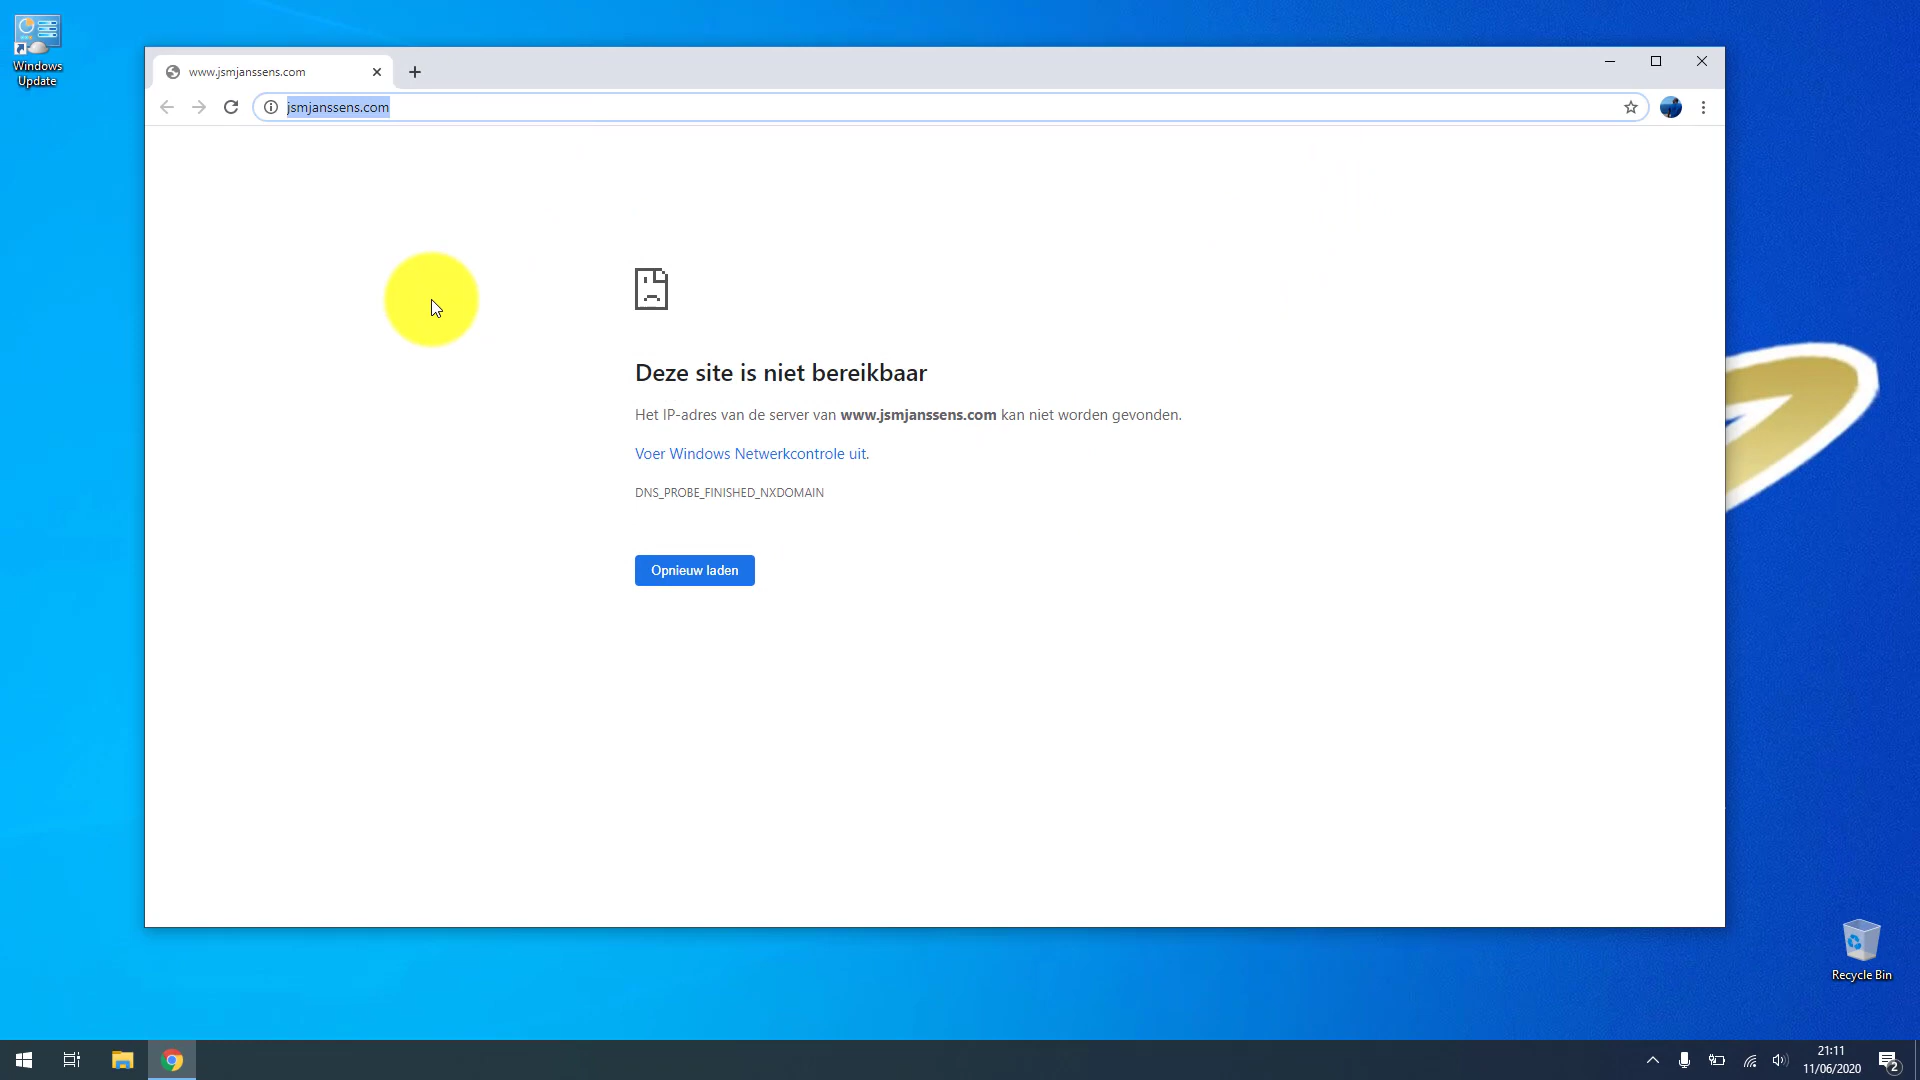 Windows
Update
www.jsmjanssens.com
jsmjanssens.com
Deze site is niet bereikbaar
Het IP-adres van de server van www.jsmjanssens.com kan niet worden gevonden.
Voer Windows Netwerkcontrole uit.
DNS_PROBE_FINISHED_NXDOMAIN
Opnieuw laden
Recycle Bin
21:11
11/06/2020
2